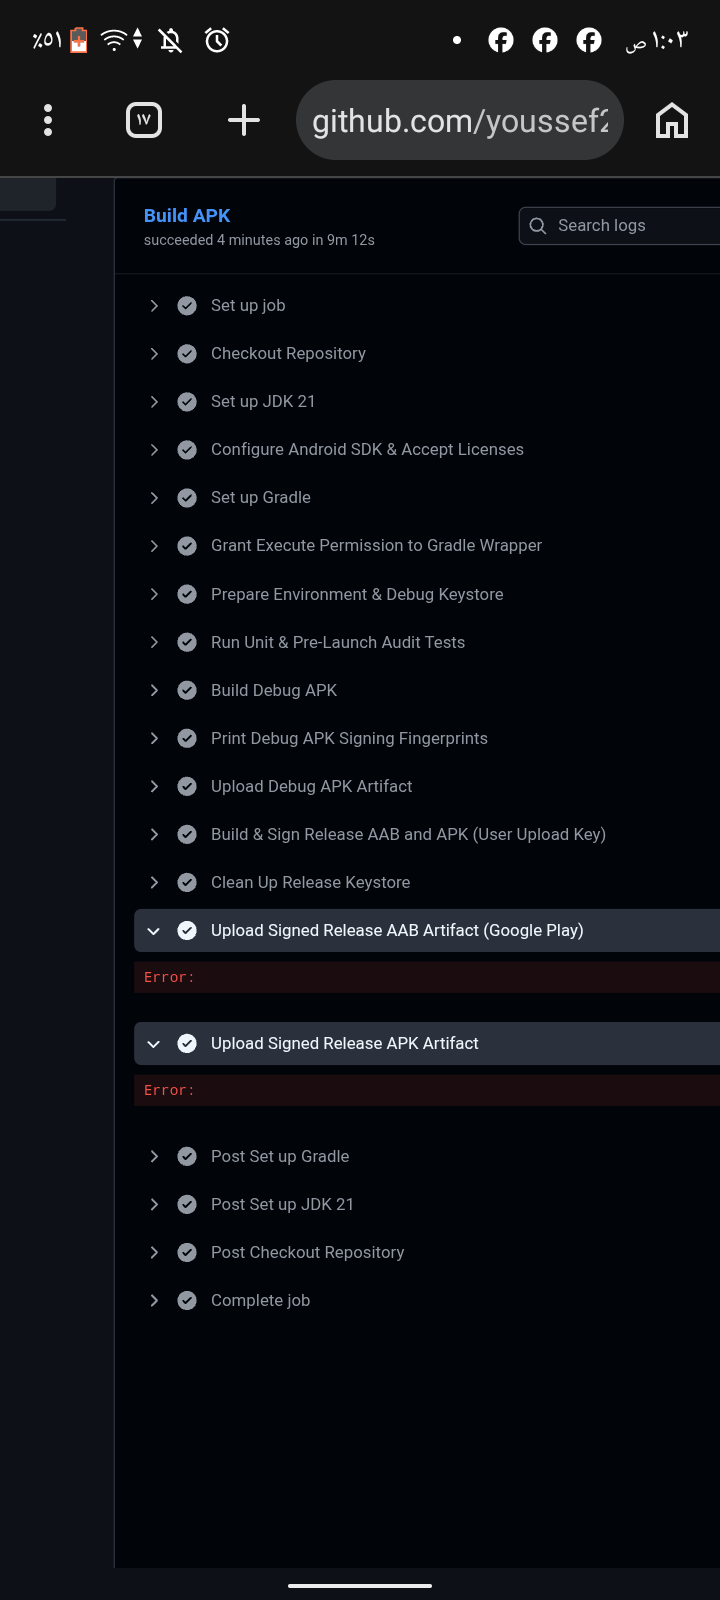 ١:٠٣ ص
٪٥١
١٧
github.com/youssef2
Build APK
succeeded 4 minutes ago in 9m 12s
Search logs
Set up job
Checkout Repository
Set up JDK 21
Configure Android SDK & Accept Licenses
Set up Gradle
Grant Execute Permission to Gradle Wrapper
Prepare Environment & Debug Keystore
Run Unit & Pre-Launch Audit Tests
Build Debug APK
Print Debug APK Signing Fingerprints
Upload Debug APK Artifact
Build & Sign Release AAB and APK (User Upload Key)
Clean Up Release Keystore
Upload Signed Release AAB Artifact (Google Play)
Error:
Upload Signed Release APK Artifact
Error:
Post Set up Gradle
Post Set up JDK 21
Post Checkout Repository
Complete job